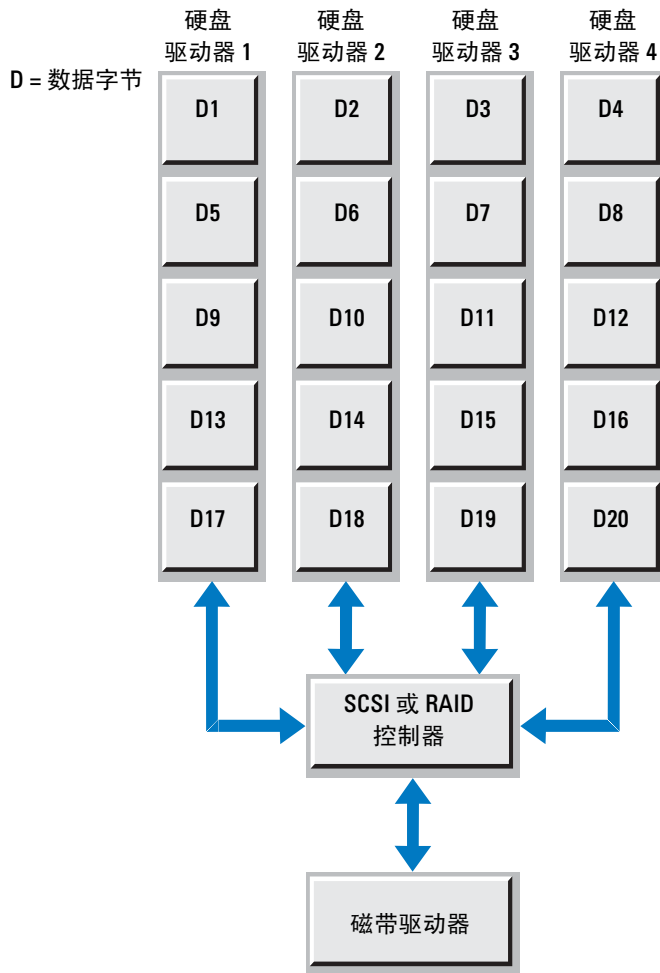 硬盘
驱动器 1
硬盘
驱动器 2
硬盘
驱动器 3
硬盘
驱动器 4
D = 数据字节
D1
D2
D3
D4
D5
D6
D7
D8
D9
D10
D11
D12
D13
D14
D15
D16
D17
D18
D19
D20
SCSI 或 RAID
控制器
磁带驱动器